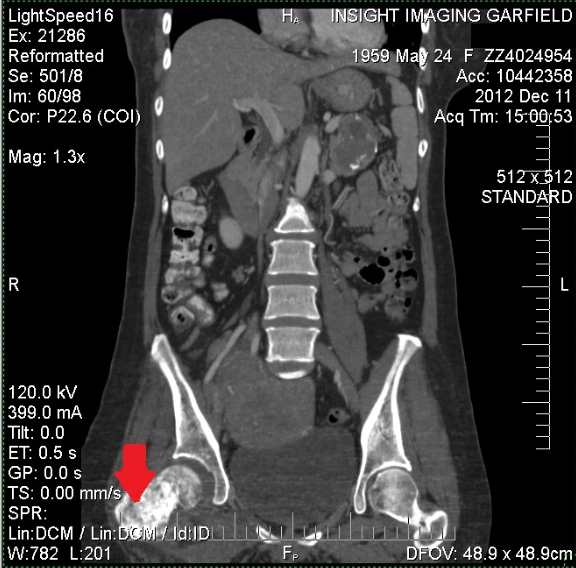 LightSpeed16
Ex: 21286
Reformatted
Se: 501/8
Im: 60/98
Cor: P22.6 (COI)
Mag: 1.3x
HA
INSIGHT IMAGING GARFIELD
1959 May 24 F ZZ4024954
Acc: 10442358
2012 Dec 11
Acq Tm: 15:00:53
512 x 512
STANDARD
R
L
120.0 kV
399.0 mA
Tilt: 0.0
ET: 0.5 s
GP: 0.0 s
TS: 0.00 mm/s
SPR:
Lin:DCM / Lin:DCM / Id:ID
W:782 L:201
FP
DFOV: 48.9 x 48.9cm